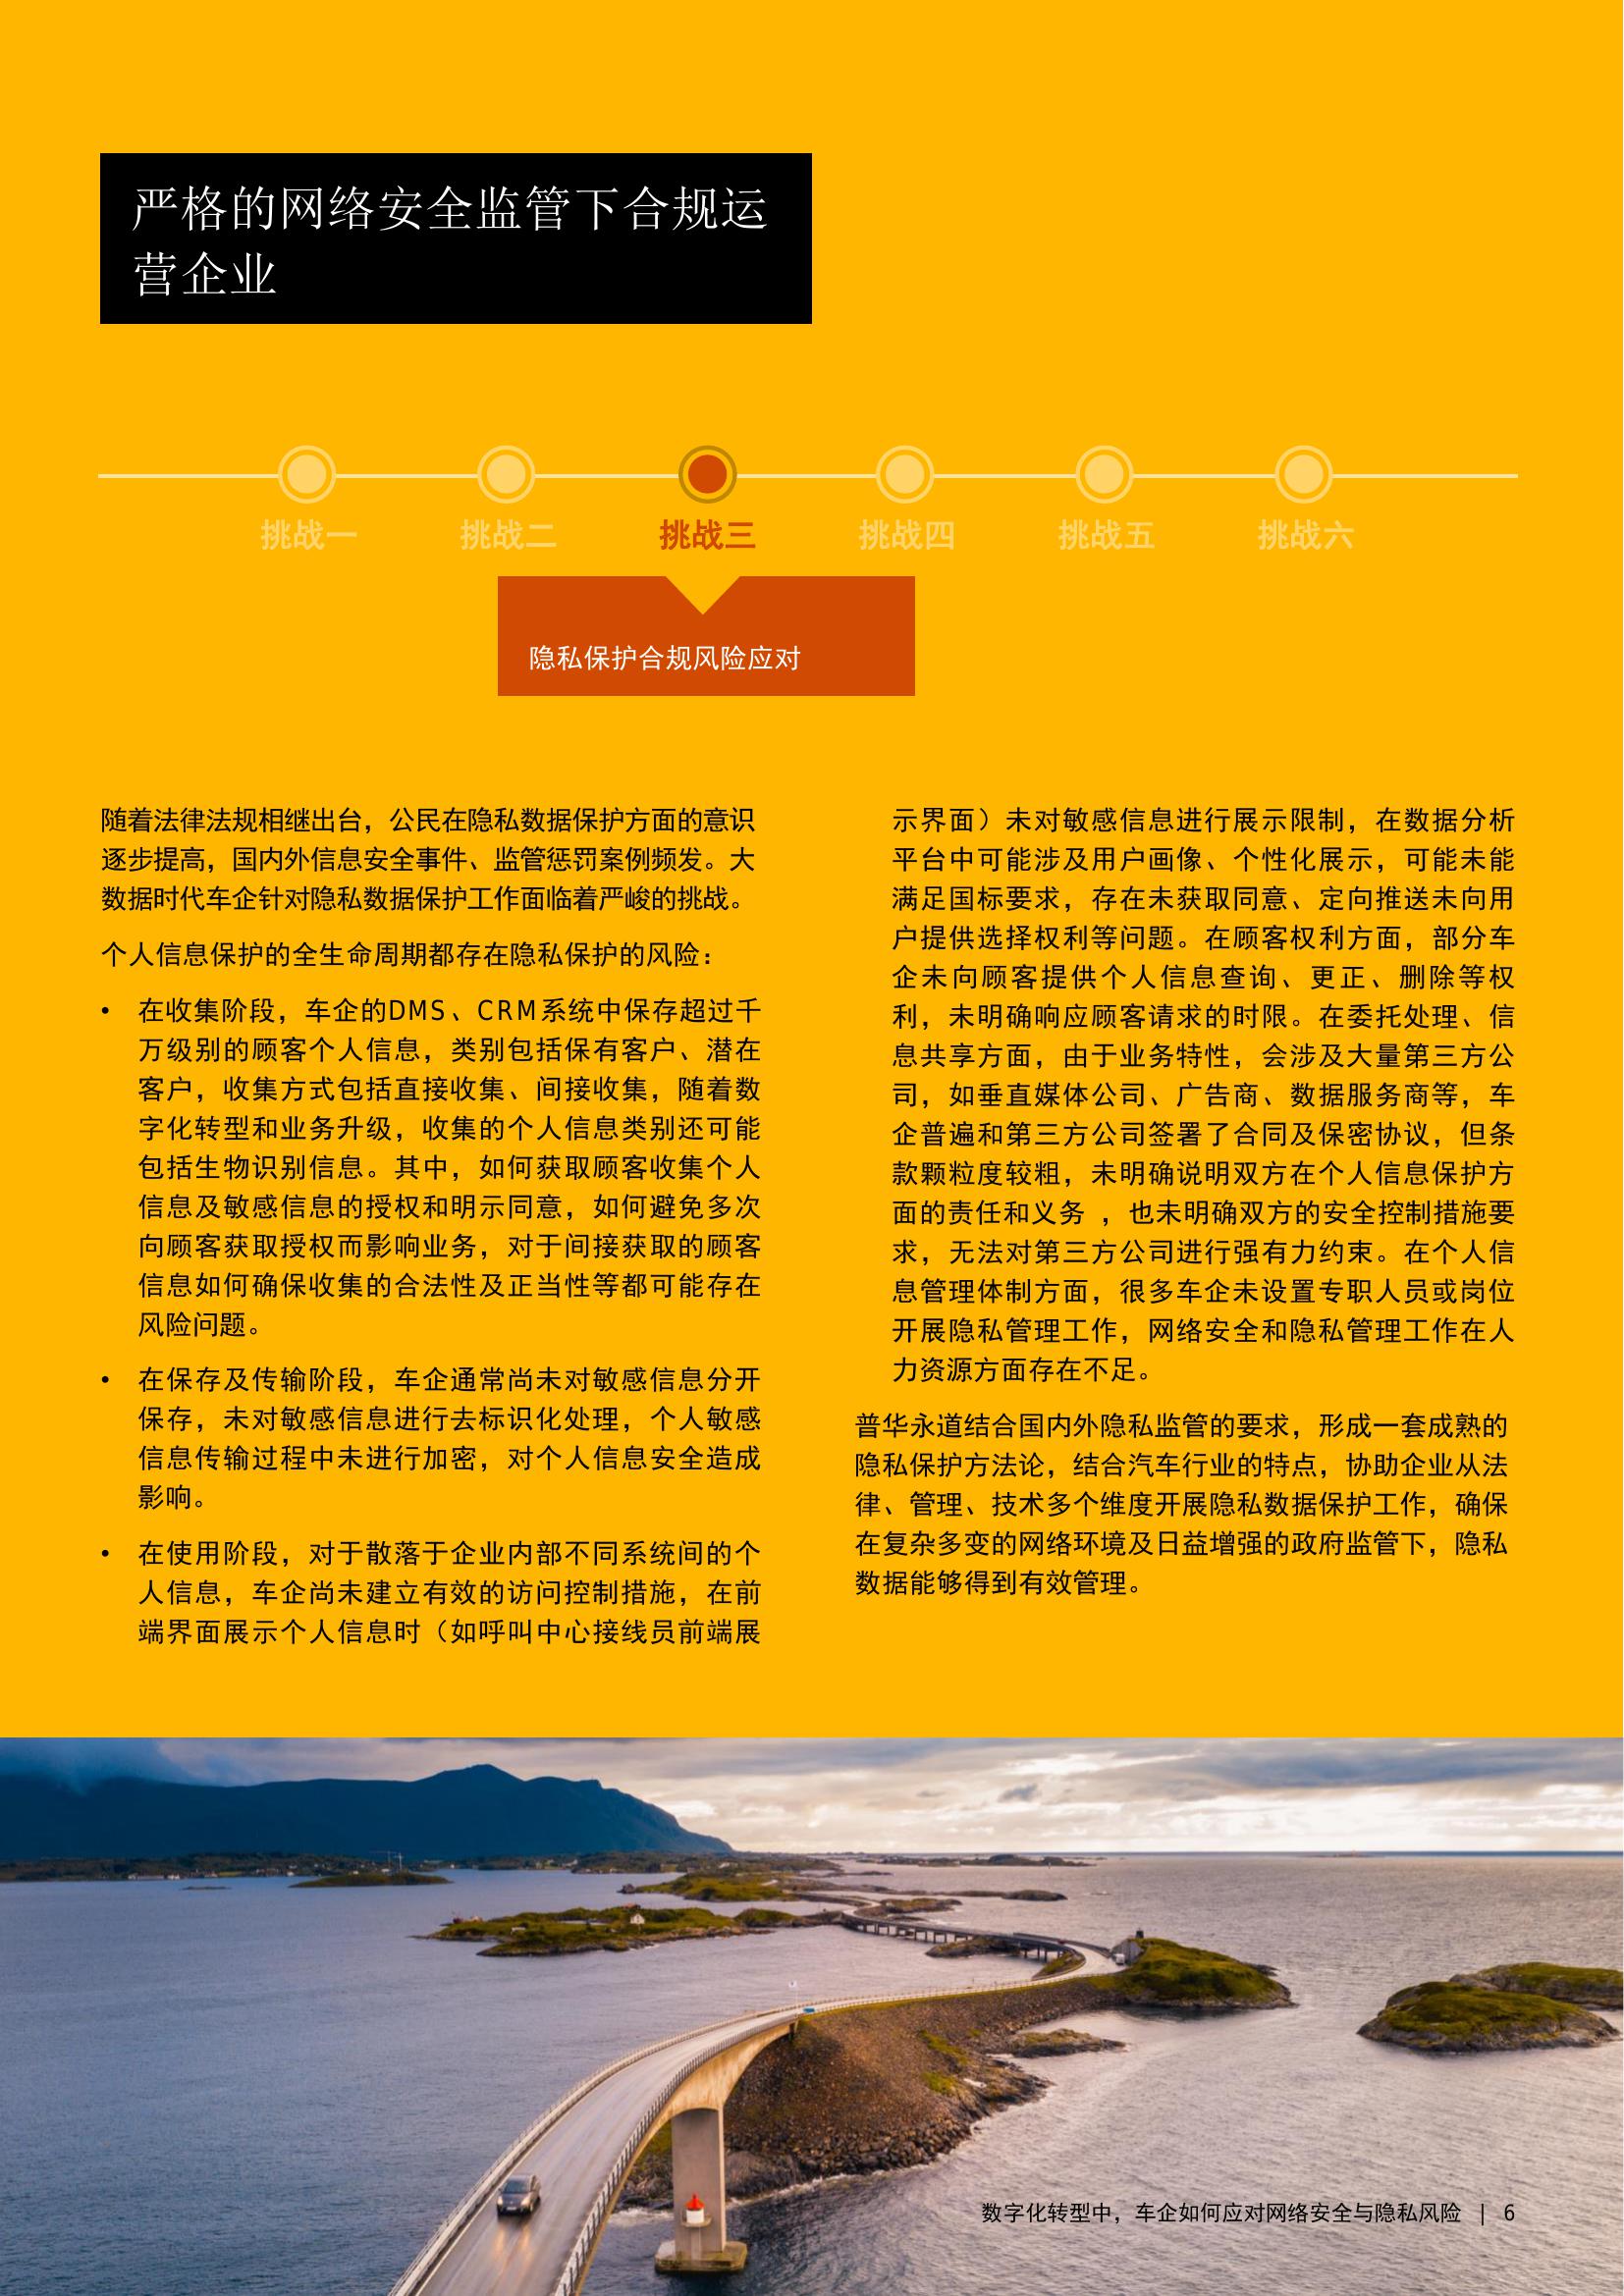 严格的网络安全监管下合规运
营企业
挑战一
挑战二
挑战三
挑战四
挑战五
挑战六
隐私保护合规风险应对
随着法律法规相继出台，公民在隐私数据保护方面的意识
逐步提高，国内外信息安全事件、监管惩罚案例频发。大
数据时代车企针对隐私数据保护工作面临着严峻的挑战。
个人信息保护的全生命周期都存在隐私保护的风险：
• 在收集阶段，车企的DMS、CRM系统中保存超过千
万级别的顾客个人信息，类别包括保有客户、潜在
客户，收集方式包括直接收集、间接收集，随着数
字化转型和业务升级，收集的个人信息类别还可能
包括生物识别信息。其中，如何获取顾客收集个人
信息及敏感信息的授权和明示同意，如何避免多次
向顾客获取授权而影响业务，对于间接获取的顾客
信息如何确保收集的合法性及正当性等都可能存在
风险问题。
• 在保存及传输阶段，车企通常尚未对敏感信息分开
保存，未对敏感信息进行去标识化处理，个人敏感
信息传输过程中未进行加密，对个人信息安全造成
影响。
• 在使用阶段，对于散落于企业内部不同系统间的个
人信息，车企尚未建立有效的访问控制措施，在前
端界面展示个人信息时（如呼叫中心接线员前端展
示界面）未对敏感信息进行展示限制，在数据分析
平台中可能涉及用户画像、个性化展示，可能未能
满足国标要求，存在未获取同意、定向推送未向用
户提供选择权利等问题。在顾客权利方面，部分车
企未向顾客提供个人信息查询、更正、删除等权
利，未明确响应顾客请求的时限。在委托处理、信
息共享方面，由于业务特性，会涉及大量第三方公
司，如垂直媒体公司、广告商、数据服务商等，车
企普遍和第三方公司签署了合同及保密协议，但条
款颗粒度较粗，未明确说明双方在个人信息保护方
面的责任和义务 ，也未明确双方的安全控制措施要
求，无法对第三方公司进行强有力约束。在个人信
息管理体制方面，很多车企未设置专职人员或岗位
开展隐私管理工作，网络安全和隐私管理工作在人
力资源方面存在不足。
普华永道结合国内外隐私监管的要求，形成一套成熟的
隐私保护方法论，结合汽车行业的特点，协助企业从法
律、管理、技术多个维度开展隐私数据保护工作，确保
在复杂多变的网络环境及日益增强的政府监管下，隐私
数据能够得到有效管理。
数字化转型中，车企如何应对网络安全与隐私风险 | 6